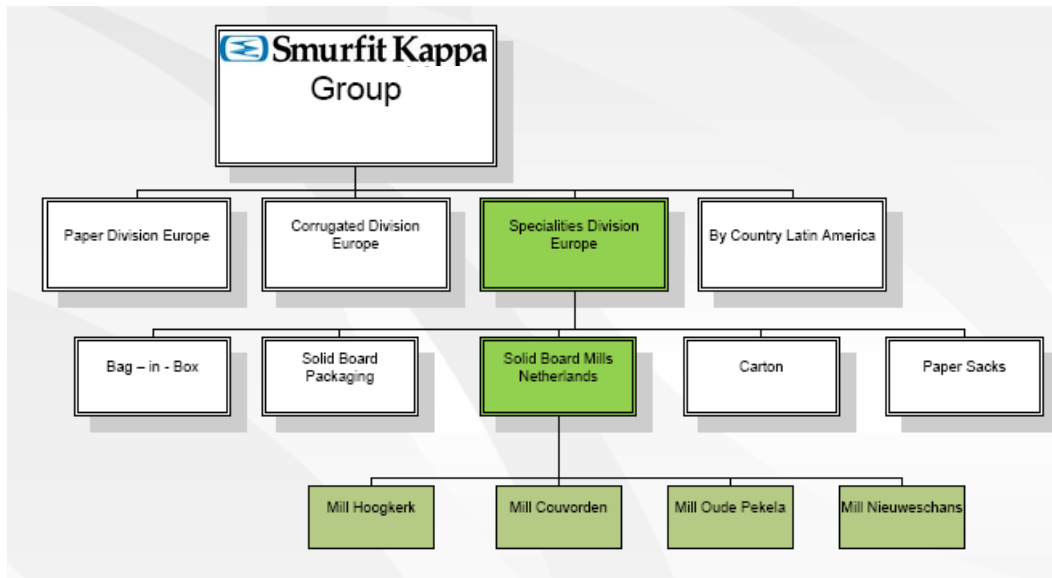 Smurfit Kappa
Group
Paper Division Europe
Corrugated Division
Europe
Specialities Division
Europe
By Country Latin America
Bag – in - Box
Solid Board
Packaging
Solid Board Mills
Netherlands
Carton
Paper Sacks
Mill Hoogkerk
Mill Couvorden
Mill Oude Pekela
Mill Nieuweschans